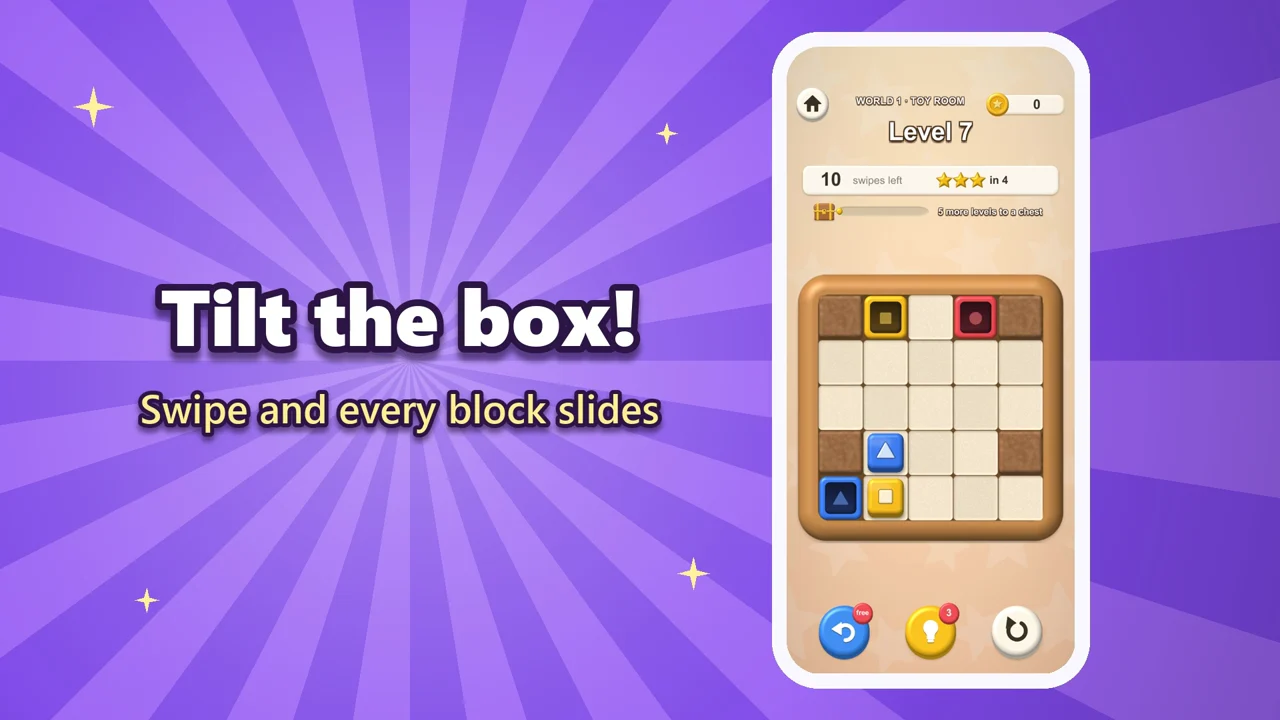 Tilt the box!
Swipe and every block slides
WORLD 1 · TOY ROOM
0
Level 7
10 swipes left
in 4
5 more levels to a chest
free
3